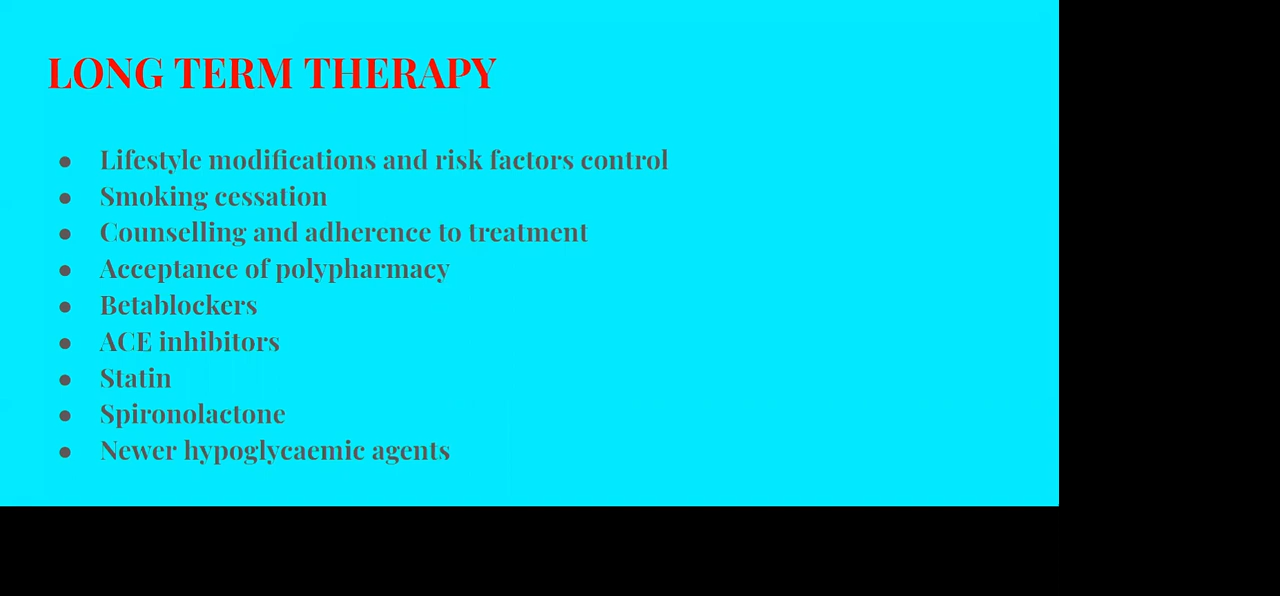 LONG TERM THERAPY
● Lifestyle modifications and risk factors control
● Smoking cessation
● Counselling and adherence to treatment
● Acceptance of polypharmacy
● Betablockers
● ACE inhibitors
● Statin
● Spironolactone
● Newer hypoglycaemic agents